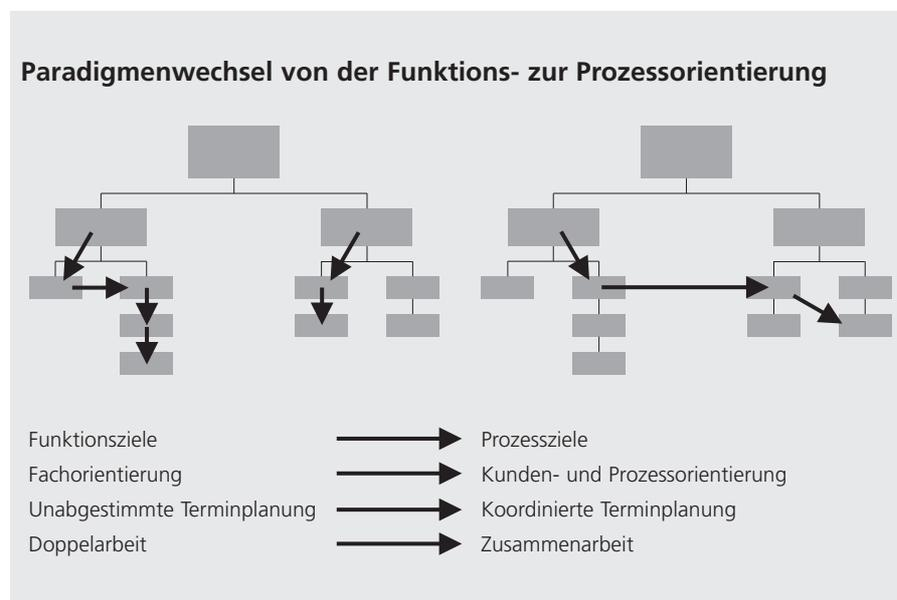 Paradigmenwechsel von der Funktions- zur Prozessorientierung
Funktionsziele Prozessziele
Fachorientierung Kunden- und Prozessorientierung
Unabgestimmte Terminplanung Koordinierte Terminplanung
Doppelarbeit Zusammenarbeit